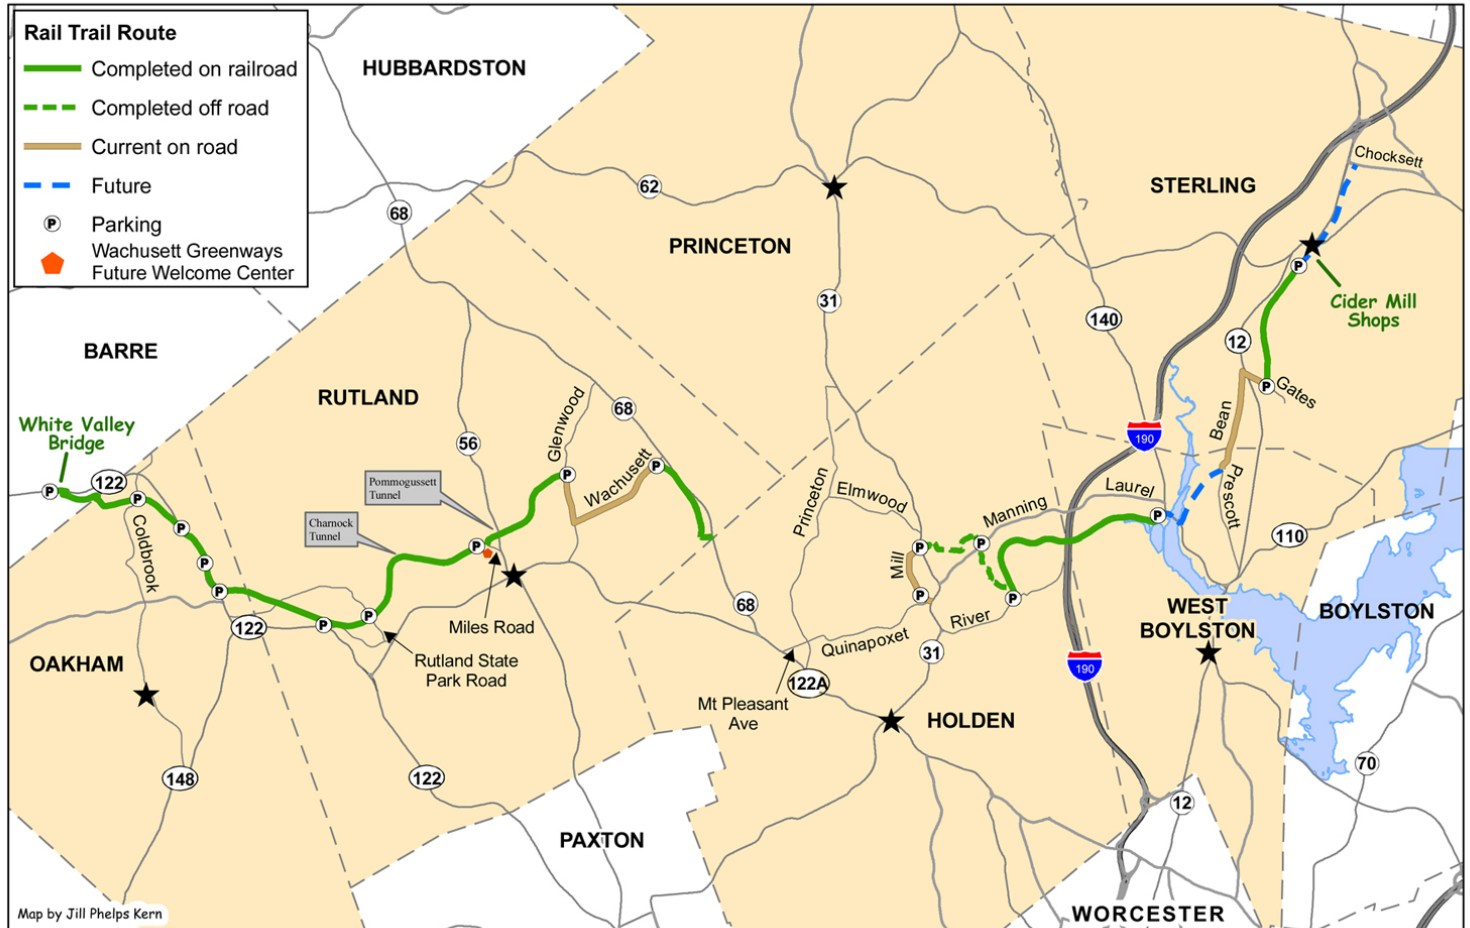 Rail Trail Route
Completed on railroad
Completed off road
Current on road
Future
P
Parking
Wachusett Greenways
Future Welcome Center
HUBBARDSTON
68
62
PRINCETON
31
STERLING
Chocksett
140
P
Cider Mill
Shops
12
P
Gates
Bean
BARRE
RUTLAND
White Valley
Bridge
P
122
P
Coldbrook
P
P
P
122
P
P
Rutland State
Park Road
OAKHAM
148
122
56
Glenwood
68
Pommogussett
Tunnel
Charnock
Tunnel
P
Wachusett
P
P
Miles Road
68
Mt Pleasant
Ave
122A
Quinapoxet
Princeton
Elmwood
P
Mill
P
Manning
P
River
P
31
HOLDEN
190
Laurel
P
Prescott
110
190
WEST
BOYLSTON
BOYLSTON
70
12
PAXTON
WORCESTER
Map by Jill Phelps Kern